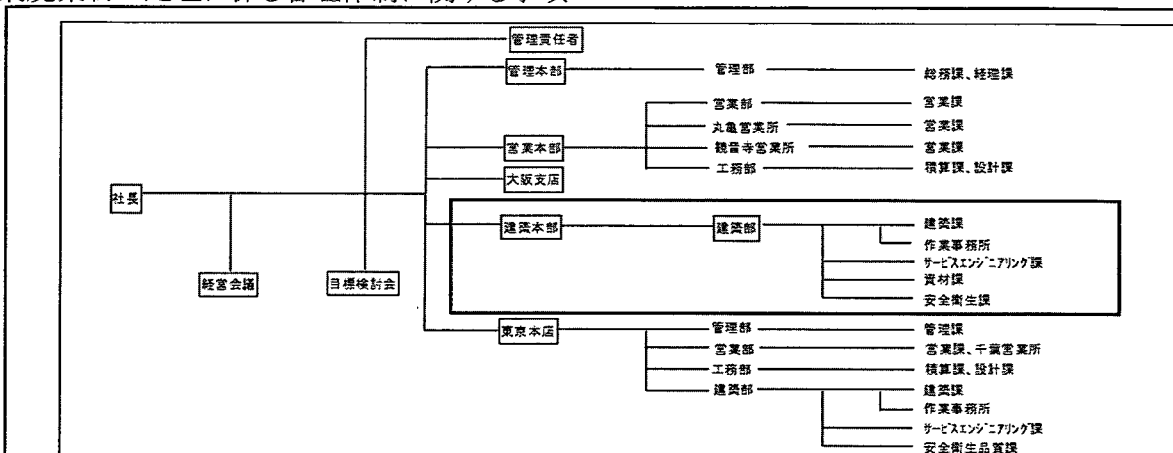 管理責任者
管理本部 管理部 総務課、経理課
営業部 営業課
丸亀営業所 営業課
営業本部 観音寺営業所 営業課
工務部 積算課、設計課
大阪支店
社長
建築本部 建築部 建築課
作業事務所
サービスエンジニアリング課
資材課
経営会議 目標検討会
安全衛生課
東京本店 管理部 管理課
営業部 営業課、千葉営業所
工務部 積算課、設計課
建築部 建築課
作業事務所
サービスエンジニアリング課
安全衛生品質課